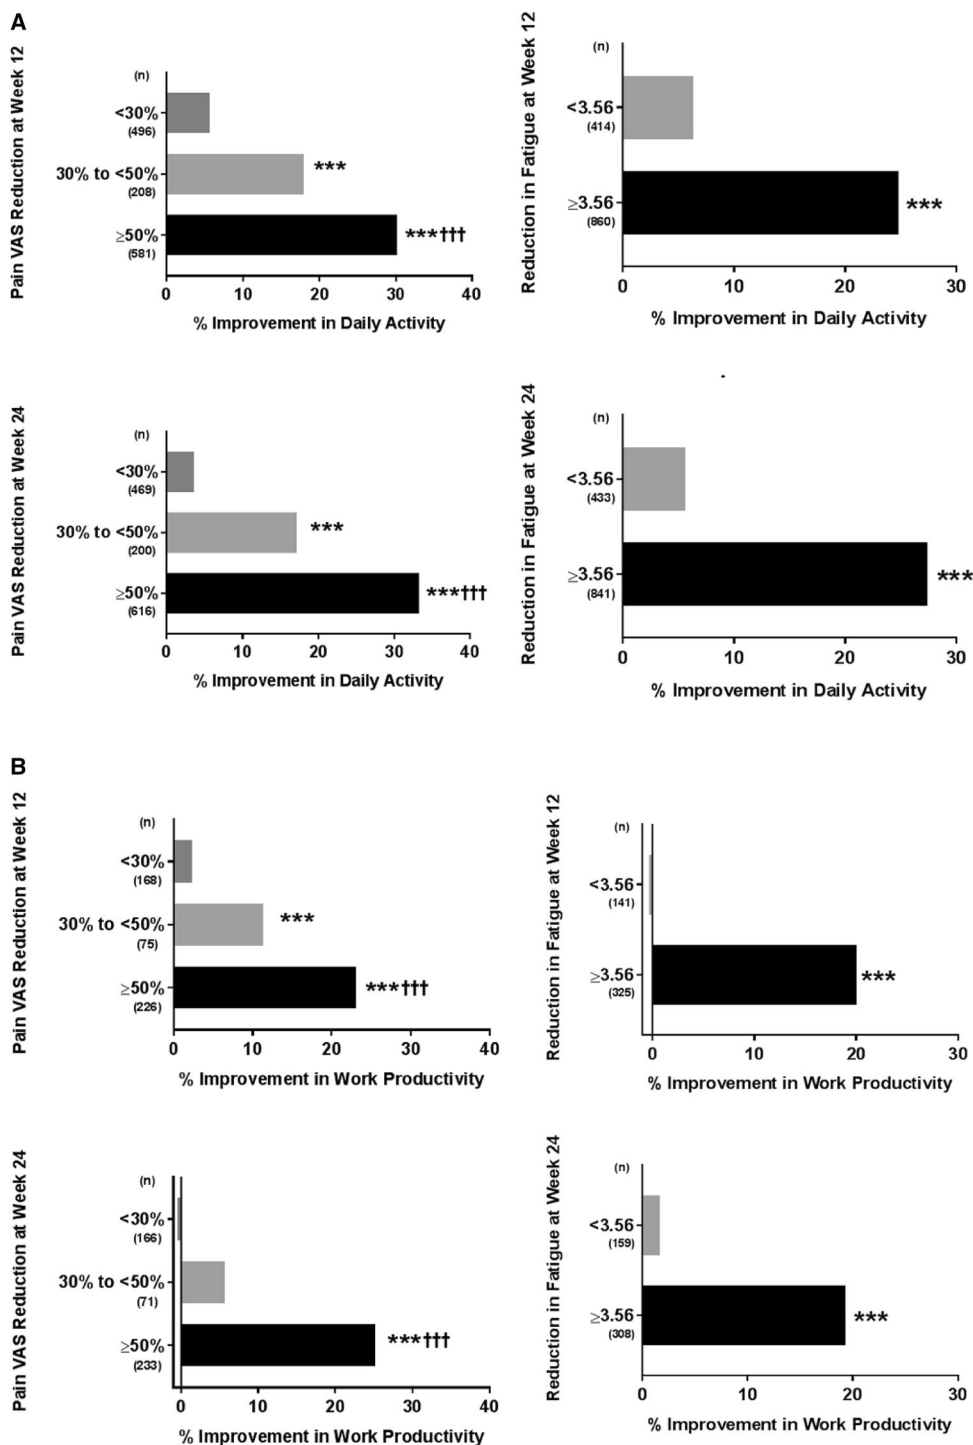 A
Pain VAS Reduction at Week 12
(n)
<30%
(496)
30% to <50%
(208)
***
≥50%
(581)
***†††
0 10 20 30 40
% Improvement in Daily Activity
Reduction in Fatigue at Week 12
(n)
<3.56
(414)
≥3.56
(860)
***
0 10 20 30
% Improvement in Daily Activity
Pain VAS Reduction at Week 24
(n)
<30%
(469)
30% to <50%
(200)
***
≥50%
(616)
***†††
0 10 20 30 40
% Improvement in Daily Activity
Reduction in Fatigue at Week 24
(n)
<3.56
(433)
≥3.56
(841)
***
0 10 20 30
% Improvement in Daily Activity
B
Pain VAS Reduction at Week 12
(n)
<30%
(168)
30% to <50%
(75)
***
≥50%
(226)
***†††
0 10 20 30 40
% Improvement in Work Productivity
Reduction in Fatigue at Week 12
(n)
<3.56
(141)
≥3.56
(325)
***
0 10 20 30
% Improvement in Work Productivity
Pain VAS Reduction at Week 24
(n)
<30%
(166)
30% to <50%
(71)
≥50%
(233)
***†††
0 10 20 30 40
% Improvement in Work Productivity
Reduction in Fatigue at Week 24
(n)
<3.56
(159)
≥3.56
(308)
***
0 10 20 30
% Improvement in Work Productivity